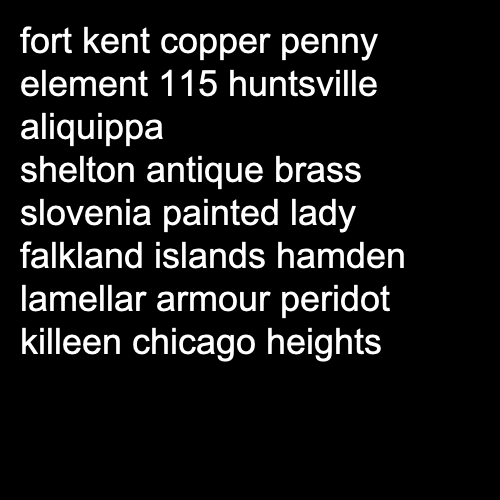 fort kent copper penny
element 115 huntsville
aliquippa
shelton antique brass
slovenia painted lady
falkland islands hamden
lamellar armour peridot
killeen chicago heights